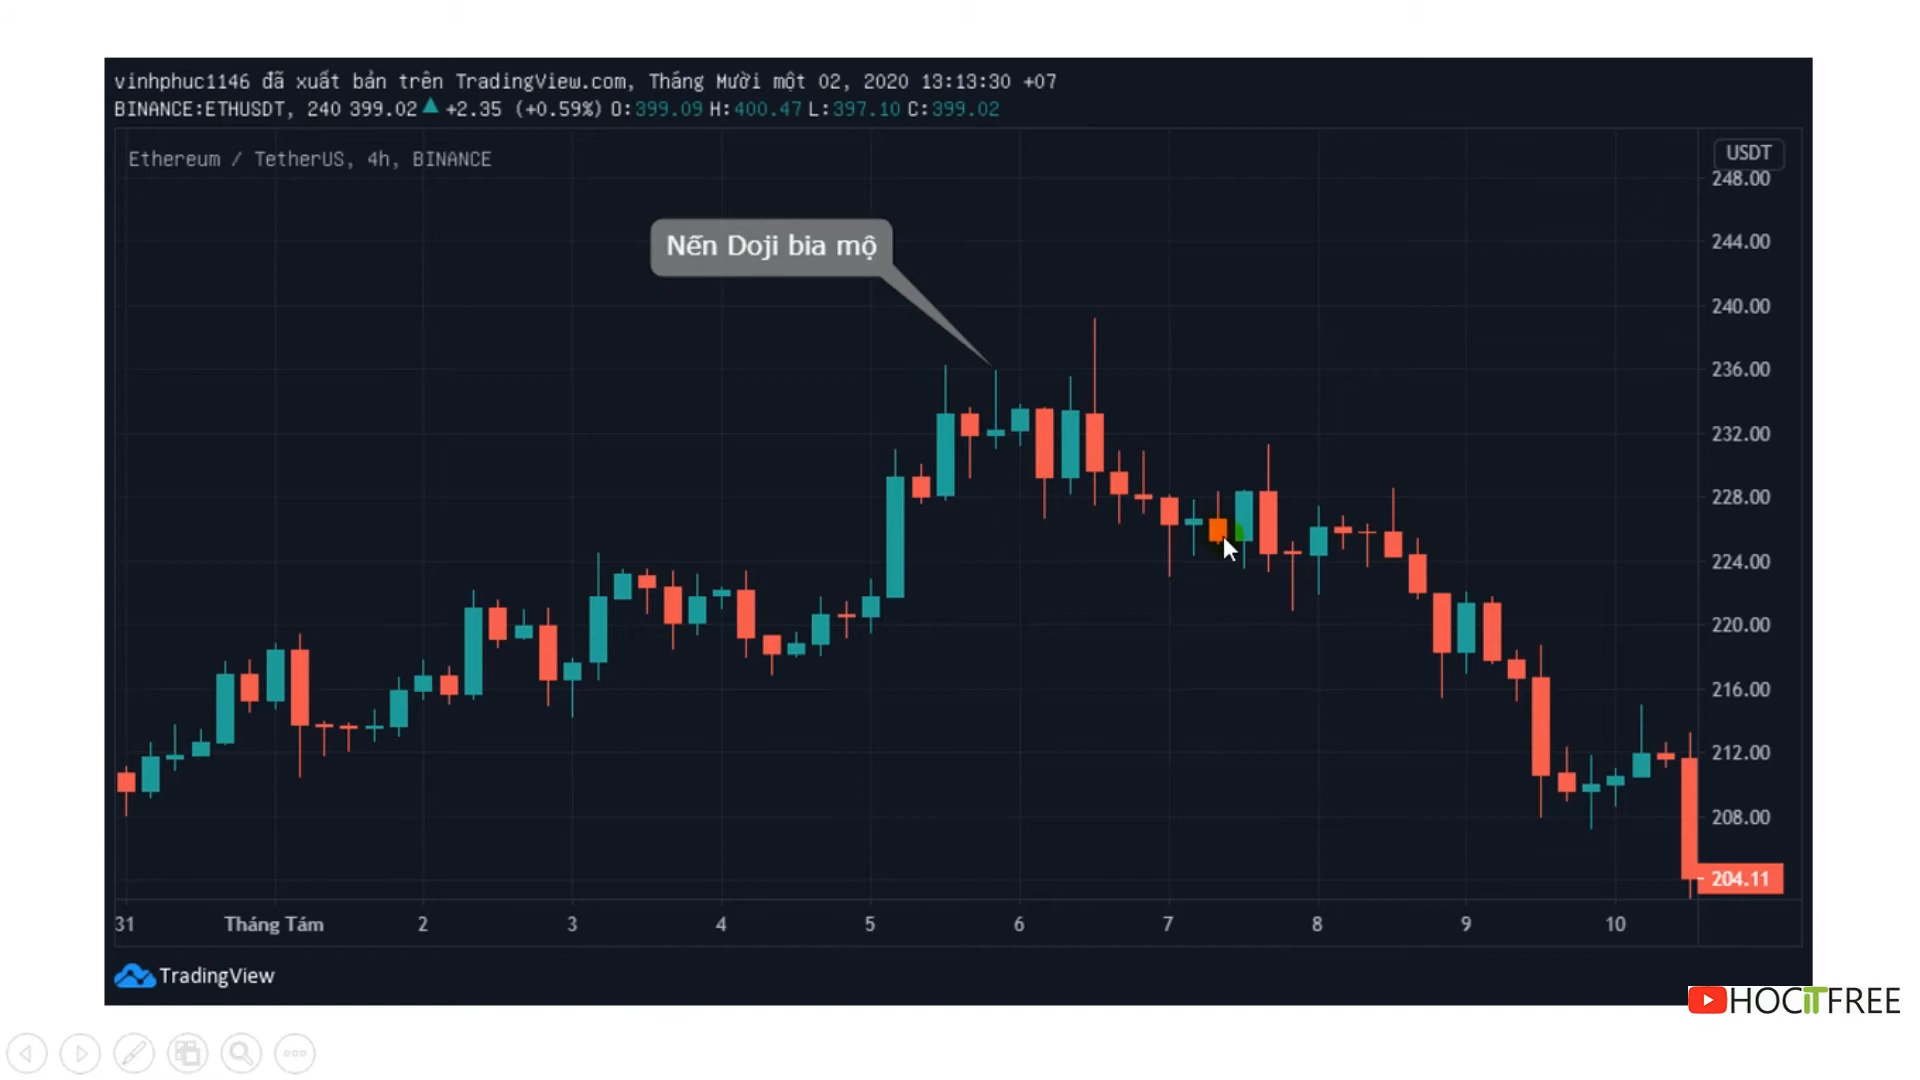 vinhphuc1146 đã xuất bản trên TradingView.com, Tháng Mười một 02, 2020 13:13:30 +07
BINANCE:ETHUSDT, 240 399.02 ▲ +2.35 (+0.59%) O:399.09 H:400.47 L:397.10 C:399.02
Ethereum / TetherUS, 4h, BINANCE
USDT
248.00
244.00
Nến Doji bia mộ
240.00
236.00
232.00
228.00
224.00
220.00
216.00
212.00
208.00
204.11
31 Tháng Tám 2 3 4 5 6 7 8 9 10
TradingView
HOCITFREE